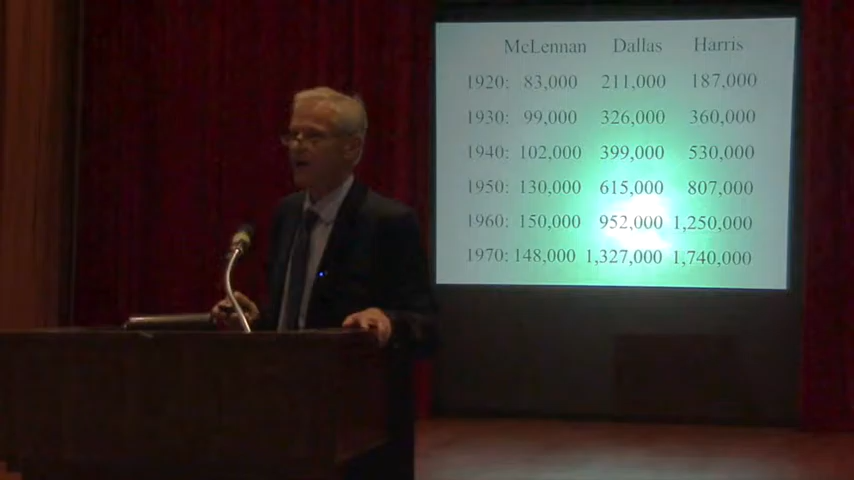 McLennan Dallas Harris
1920: 83,000 211,000 187,000
1930: 99,000 326,000 360,000
1940: 102,000 399,000 530,000
1950: 130,000 615,000 807,000
1960: 150,000 952,000 1,250,000
1970: 148,000 1,327,000 1,740,000